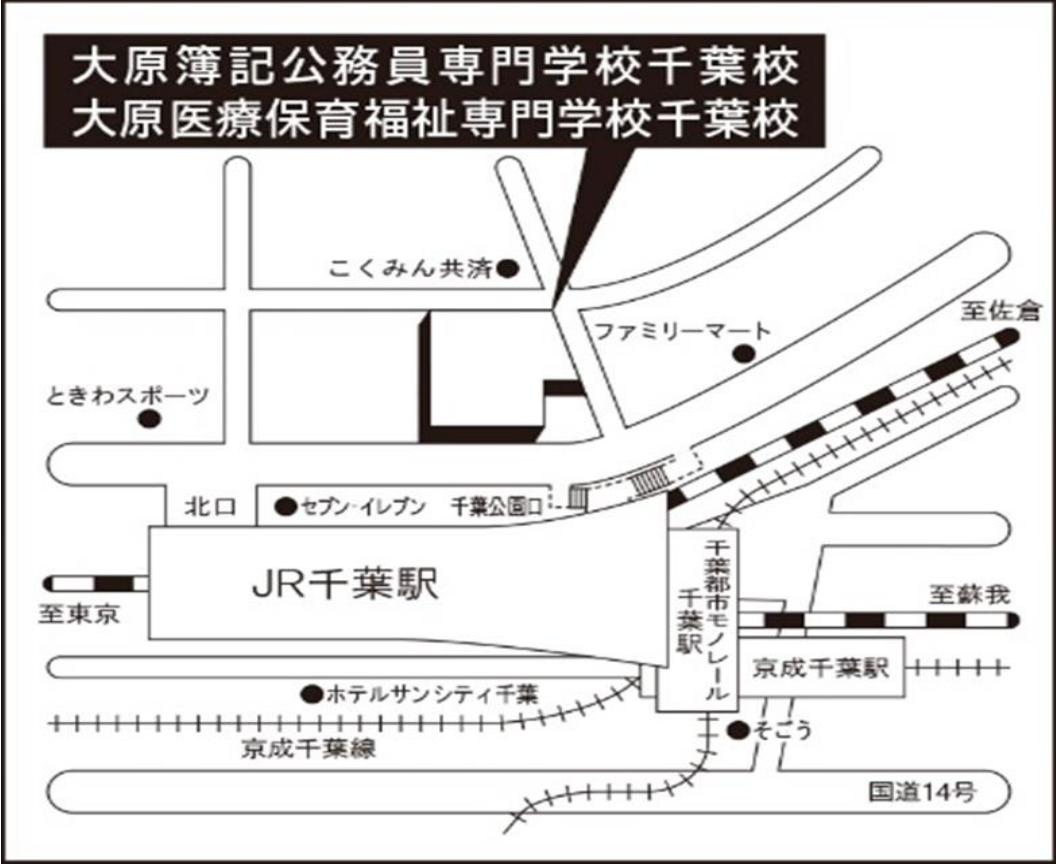 大原簿記公務員専門学校千葉校
大原医療保育福祉専門学校千葉校
こくみん共済
ファミリーマート
至佐倉
ときわスポーツ
北口
セブン-イレブン
千葉公園口
JR千葉駅
至東京
千葉都市モノレール
千葉駅
至蘇我
京成千葉駅
ホテルサンシティ千葉
そごう
京成千葉線
国道14号